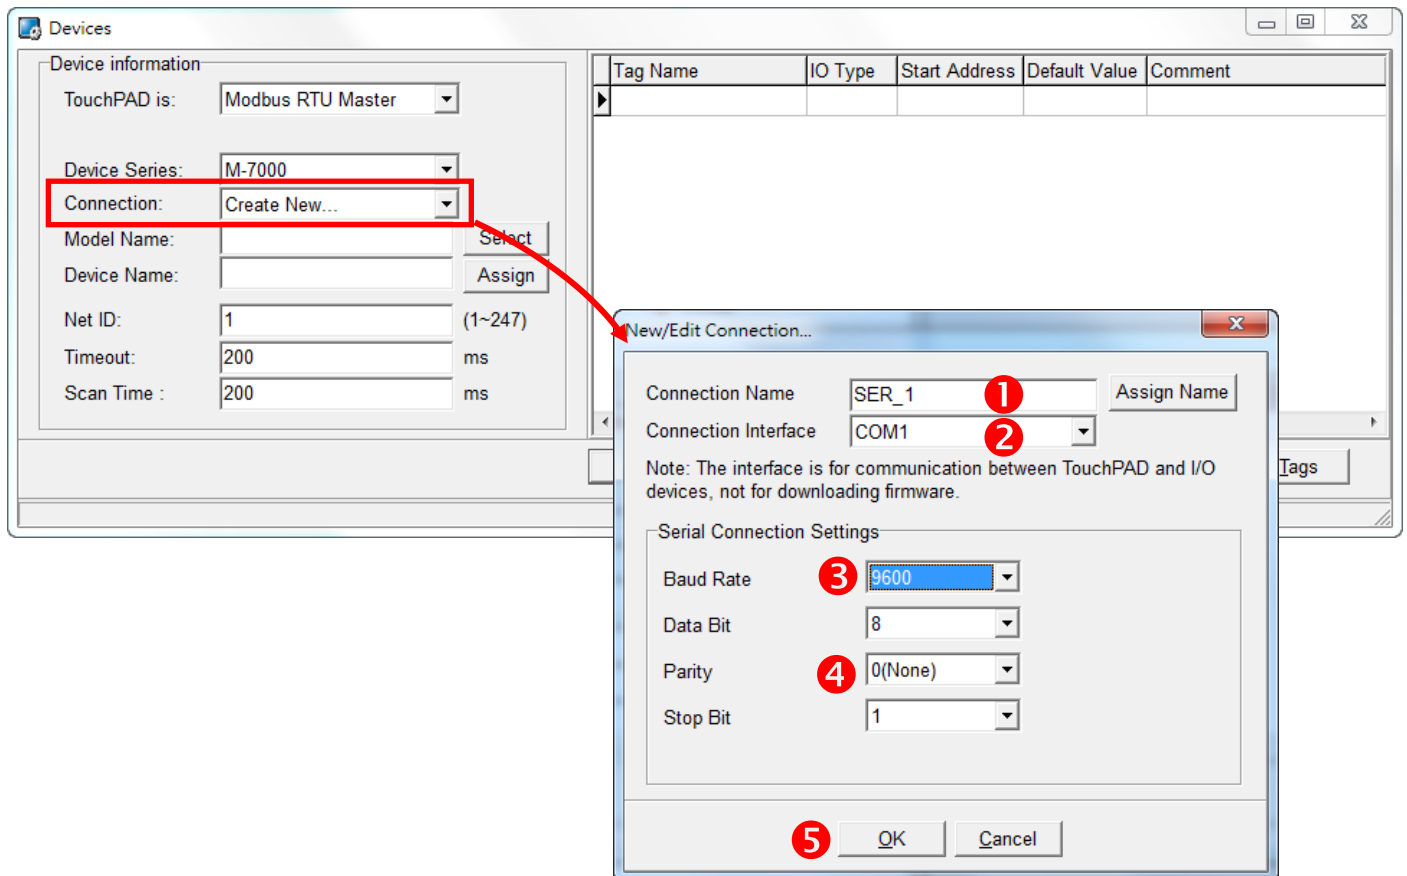 Devices
Device information
TouchPAD is: Modbus RTU Master
Device Series: M-7000
Connection: Create New...
Model Name: Select
Device Name: Assign
Net ID: 1 (1~247)
Timeout: 200 ms
Scan Time : 200 ms
Tag Name IO Type Start Address Default Value Comment
Tags
New/Edit Connection...
Connection Name SER_1 1 Assign Name
Connection Interface COM1 2
Note: The interface is for communication between TouchPAD and I/O
devices, not for downloading firmware.
Serial Connection Settings
Baud Rate 3 9600
Data Bit 8
Parity 4 0(None)
Stop Bit 1
5 OK Cancel